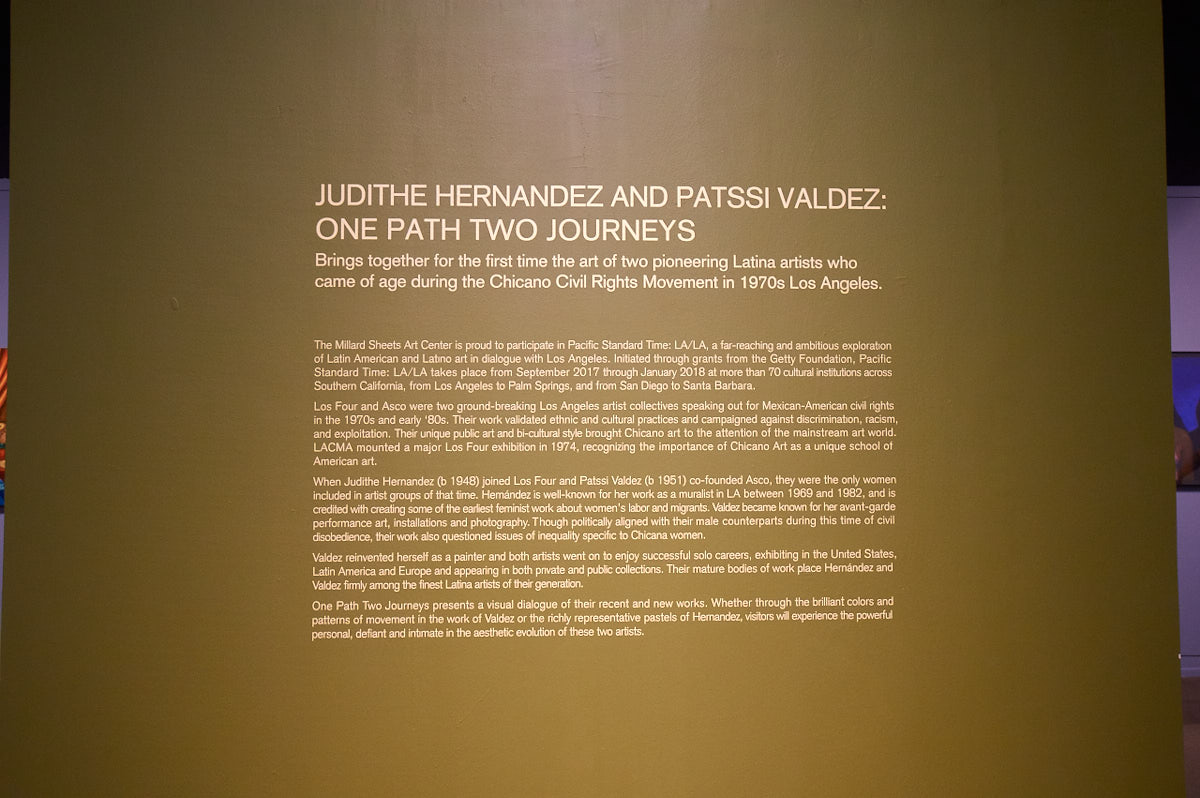 JUDITHE HERNANDEZ AND PATSSI VALDEZ:
ONE PATH TWO JOURNEYS
Brings together for the first time the art of two pioneering Latina artists who
came of age during the Chicano Civil Rights Movement in 1970s Los Angeles.
The Millard Sheets Art Center is proud to participate in Pacific Standard Time: LA/LA, a far-reaching and ambitious exploration
of Latin American and Latino art in dialogue with Los Angeles. Initiated through grants from the Getty Foundation, Pacific
Standard Time: LA/LA takes place from September 2017 through January 2018 at more than 70 cultural institutions across
Southern California, from Los Angeles to Palm Springs, and from San Diego to Santa Barbara.
Los Four and Asco were two ground-breaking Los Angeles artist collectives speaking out for Mexican-American civil rights
in the 1970s and early ‘80s. Their work validated ethnic and cultural practices and campaigned against discrimination, racism,
and exploitation. Their unique public art and bi-cultural style brought Chicano art to the attention of the mainstream art world.
LACMA mounted a major Los Four exhibition in 1974, recognizing the importance of Chicano Art as a unique school of
American art.
When Judithe Hernandez (b 1948) joined Los Four and Patssi Valdez (b 1951) co-founded Asco, they were the only women
included in artist groups of that time. Hernández is well-known for her work as a muralist in LA between 1969 and 1982, and is
credited with creating some of the earliest feminist work about women's labor and migrants. Valdez became known for her avant-garde
performance art, installations and photography. Though politically aligned with their male counterparts during this time of civil
disobedience, their work also questioned issues of inequality specific to Chicana women.
Valdez reinvented herself as a painter and both artists went on to enjoy successful solo careers, exhibiting in the United States,
Latin America and Europe and appearing in both private and public collections. Their mature bodies of work place Hernández and
Valdez firmly among the finest Latina artists of their generation.
One Path Two Journeys presents a visual dialogue of their recent and new works. Whether through the brilliant colors and
patterns of movement in the work of Valdez or the richly representative pastels of Hernandez, visitors will experience the powerful
personal, defiant and intimate in the aesthetic evolution of these two artists.